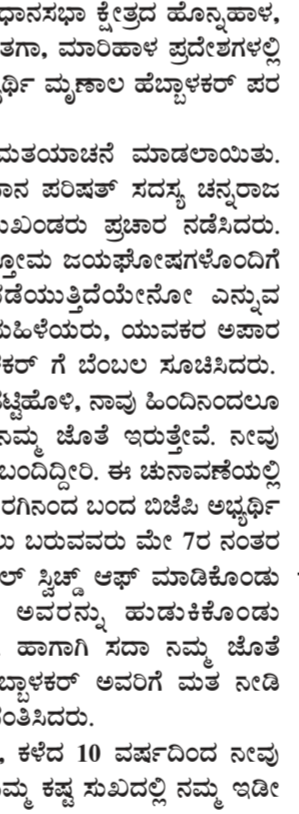 ಧಾನಸಭಾ ಕ್ಷೇತ್ರದ ಹೊನ್ನಿಹಾಳ,
ತಗಾ, ಮಾರಿಹಾಳ ಪ್ರದೇಶಗಳಲ್ಲಿ
ರ್ಥಿ ಮೃಣಾಲ ಹೆಬ್ಬಾಳಕರ್ ಪರ
ಮತಯಾಚನೆ ಮಾಡಲಾಯಿತು.
ಾನ ಪರಿಷತ್ ಸದಸ್ಯ ಚನ್ನರಾಜ
ುಖಂಡರು ಪ್ರಚಾರ ನಡೆಸಿದರು.
್ತೋಮ ಜಯಘೋಷಗಳೊಂದಿಗೆ
ಡೆಯುತ್ತಿದೆಯೇನೋ ಎನ್ನುವ
ಮಹಿಳೆಯರು, ಯುವಕರ ಅಪಾರ
ಕರ್ ಗೆ ಬೆಂಬಲ ಸೂಚಿಸಿದರು.
ಟ್ಟಿಹೊಳಿ, ನಾವು ಹಿಂದಿನಂದಲೂ
ನಮ್ಮ ಜೊತೆ ಇರುತ್ತೇವೆ. ನೀವು
ಬಂದಿದ್ದೀರಿ. ಈ ಚುನಾವಣೆಯಲ್ಲಿ
ರಗಿನಿಂದ ಬಂದ ಬಿಜೆಪಿ ಅಭ್ಯರ್ಥಿ
ು ಬರುವವರು ಮೇ 7ರ ನಂತರ
ಲ್ ಸ್ವಿಚ್ಡ್ ಆಫ್ ಮಾಡಿಕೊಂಡು
ಅವರನ್ನು ಹುಡುಕಿಕೊಂಡು
ಹಾಗಾಗಿ ಸದಾ ನಮ್ಮ ಜೊತೆ
ಬ್ಬಾಳಕರ್ ಅವರಿಗೆ ಮತ ನೀಡಿ
ಂತಿಸಿದರು.
, ಕಳೆದ 10 ವರ್ಷದಿಂದ ನೀವು
ಮ್ಮ ಕಷ್ಟ ಸುಖದಲ್ಲಿ ನಮ್ಮ ಇಡೀ